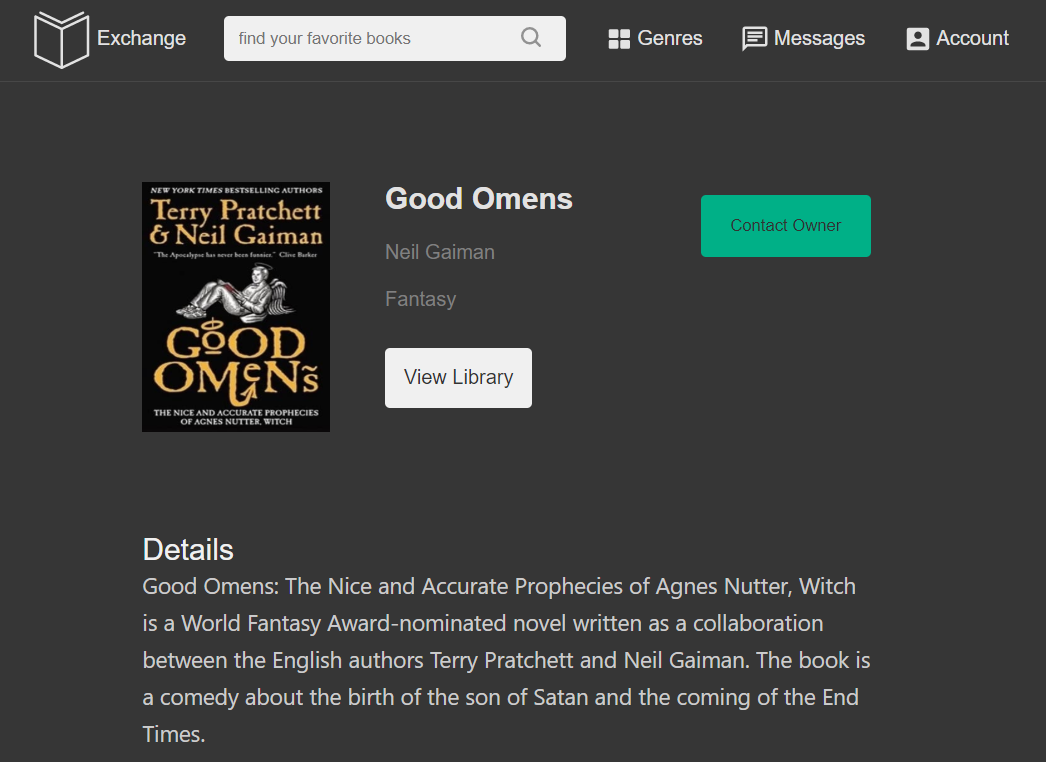 Exchange
find your favorite books
Genres
Messages
Account
NEW YORK TIMES BESTSELLING AUTHORS
Terry Pratchett
& Neil Gaiman
"The Apocalypse has never been funnier." Clive Barker
GOOD
OMENS
THE NICE AND ACCURATE PROPHECIES
OF AGNES NUTTER, WITCH
Good Omens
Neil Gaiman
Fantasy
View Library
Contact Owner
Details
Good Omens: The Nice and Accurate Prophecies of Agnes Nutter, Witch
is a World Fantasy Award-nominated novel written as a collaboration
between the English authors Terry Pratchett and Neil Gaiman. The book is
a comedy about the birth of the son of Satan and the coming of the End
Times.